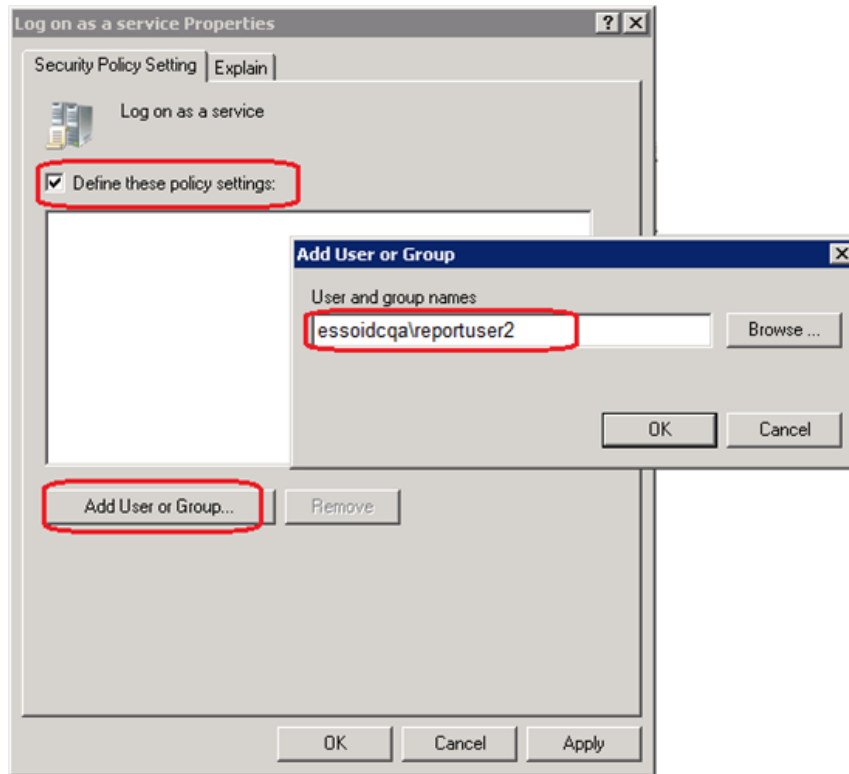 Log on as a service Properties
Security Policy Setting
Explain
Log on as a service
Define these policy settings:
Add User or Group
User and group names
essoidcqa\reportuser2
Browse ...
OK
Cancel
Add User or Group...
Remove
OK
Cancel
Apply